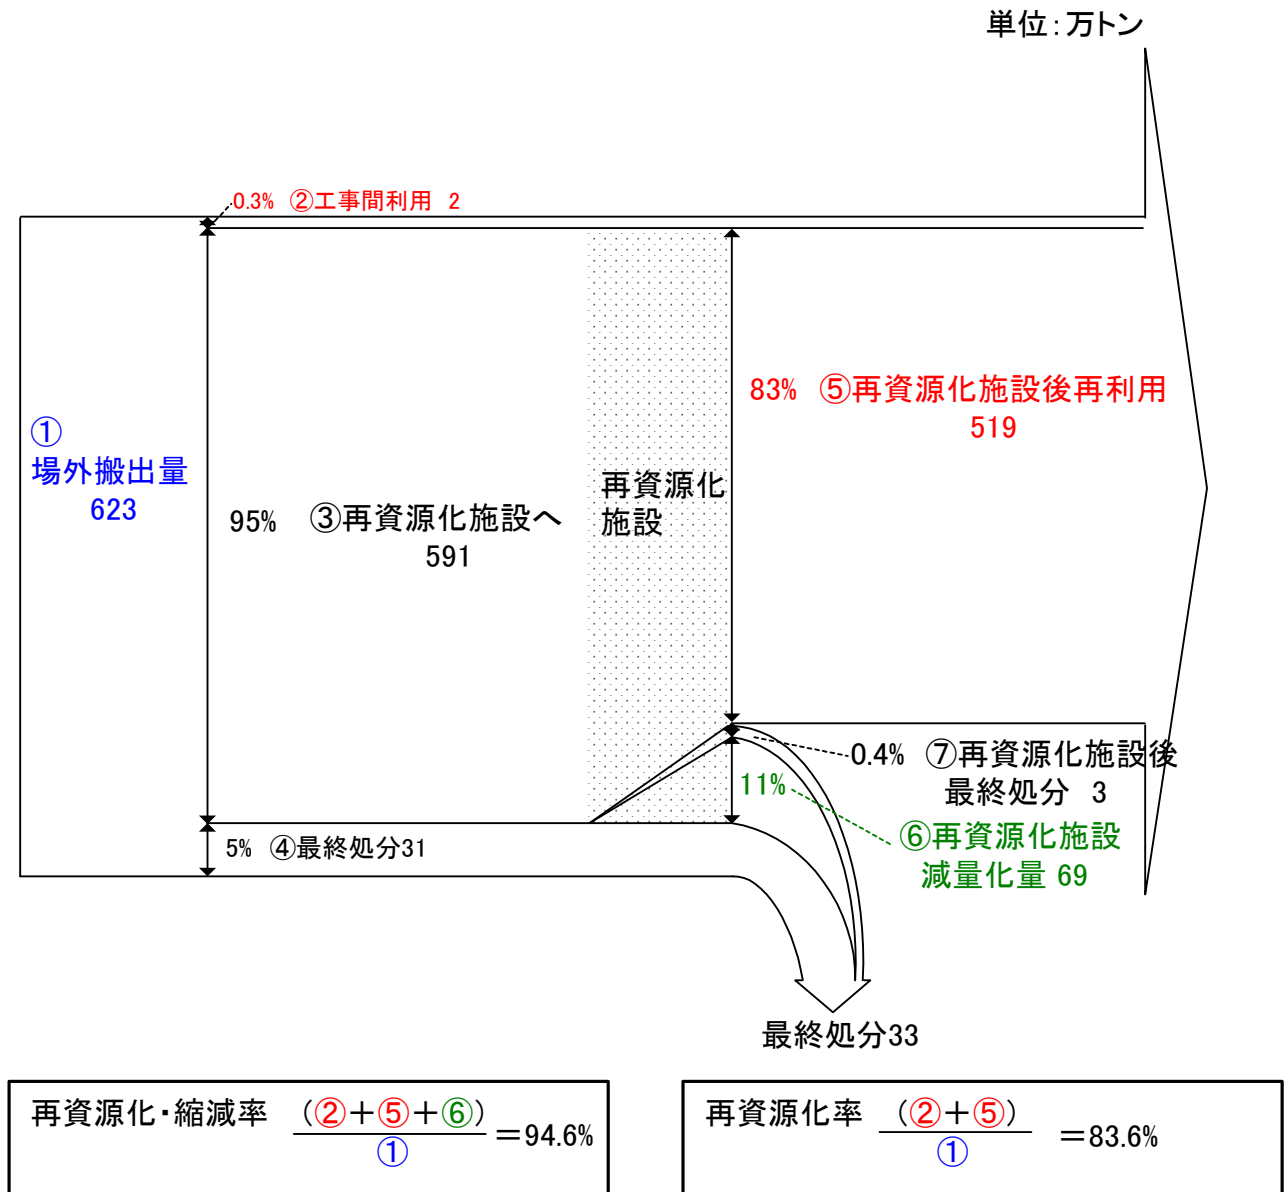 単位：万トン
0.3% ②工事間利用 2
①
場外搬出量
623
95% ③再資源化施設へ
591
再資源化
施設
83% ⑤再資源化施設後再利用
519
0.4% ⑦再資源化施設後
最終処分 3
11%
⑥再資源化施設
減量化量 69
5% ④最終処分31
最終処分33
再資源化・縮減率 (②＋⑤＋⑥)
①
＝94.6%
再資源化率 (②＋⑤)
①
＝83.6%